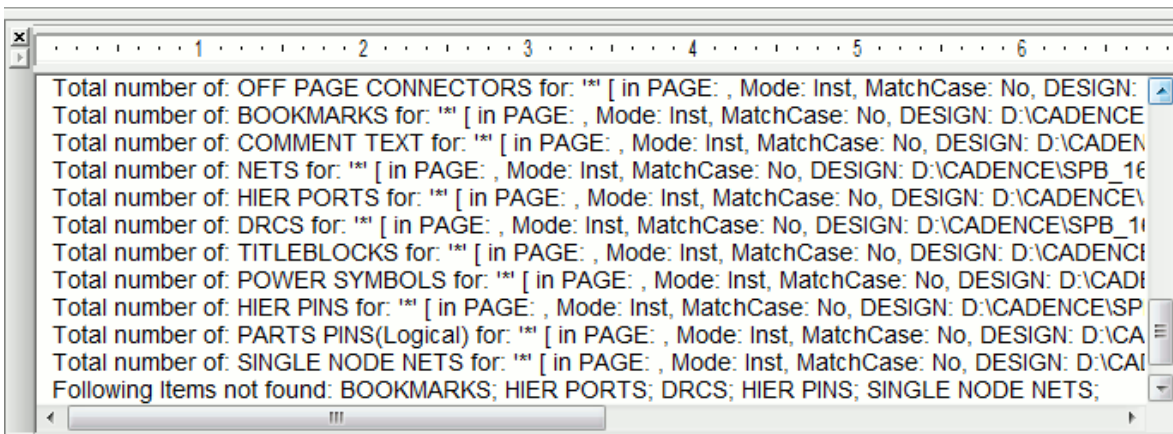 1 2 3 4 5 6
Total number of: OFF PAGE CONNECTORS for: '*' [ in PAGE: , Mode: Inst, MatchCase: No, DESIGN:
Total number of: BOOKMARKS for: '*' [ in PAGE: , Mode: Inst, MatchCase: No, DESIGN: D:\CADENCE
Total number of: COMMENT TEXT for: '*' [ in PAGE: , Mode: Inst, MatchCase: No, DESIGN: D:\CADEN
Total number of: NETS for: '*' [ in PAGE: , Mode: Inst, MatchCase: No, DESIGN: D:\CADENCE\SPB_16
Total number of: HIER PORTS for: '*' [ in PAGE: , Mode: Inst, MatchCase: No, DESIGN: D:\CADENCE\
Total number of: DRCS for: '*' [ in PAGE: , Mode: Inst, MatchCase: No, DESIGN: D:\CADENCE\SPB_16
Total number of: TITLEBLOCKS for: '*' [ in PAGE: , Mode: Inst, MatchCase: No, DESIGN: D:\CADENCE
Total number of: POWER SYMBOLS for: '*' [ in PAGE: , Mode: Inst, MatchCase: No, DESIGN: D:\CADE
Total number of: HIER PINS for: '*' [ in PAGE: , Mode: Inst, MatchCase: No, DESIGN: D:\CADENCE\SP
Total number of: PARTS PINS(Logical) for: '*' [ in PAGE: , Mode: Inst, MatchCase: No, DESIGN: D:\CA
Total number of: SINGLE NODE NETS for: '*' [ in PAGE: , Mode: Inst, MatchCase: No, DESIGN: D:\CAD
Following Items not found: BOOKMARKS; HIER PORTS; DRCS; HIER PINS; SINGLE NODE NETS;